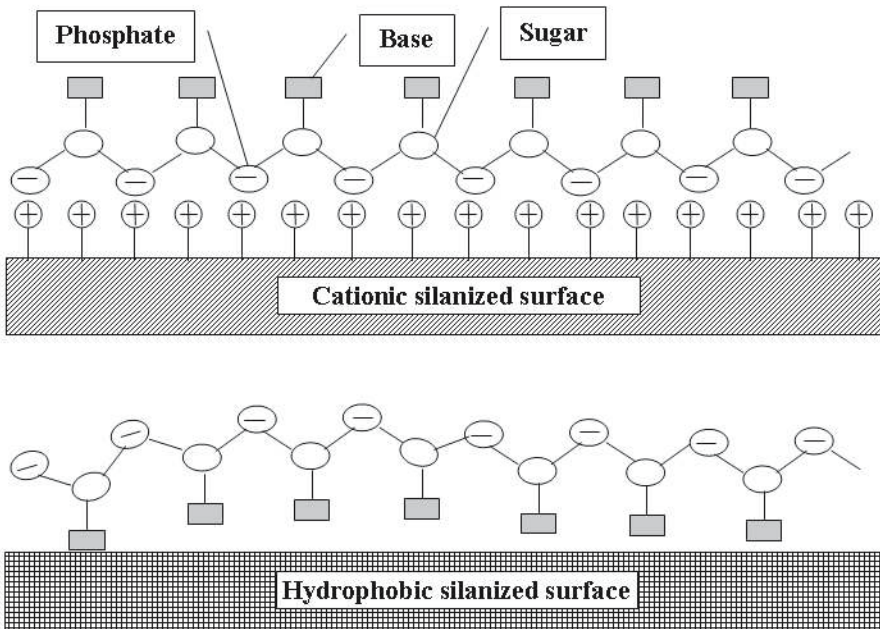 Phosphate
Base
Sugar
Cationic silanized surface
Hydrophobic silanized surface